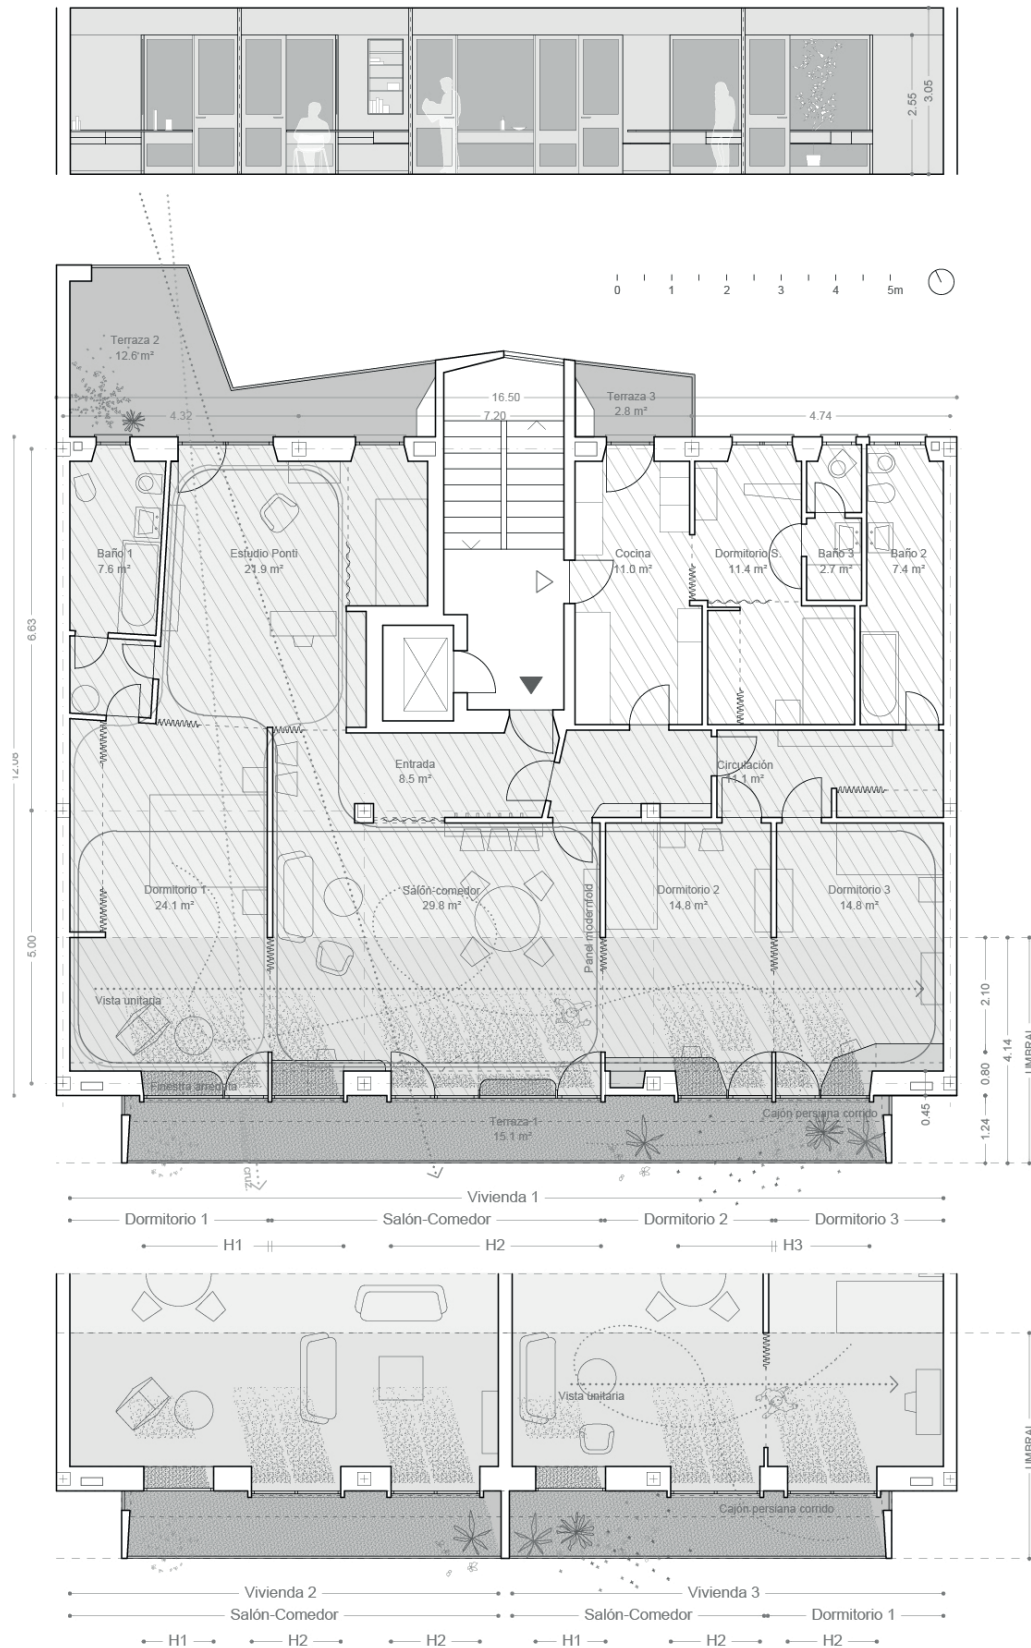 2.55
3.05
0 1 2 3 4 5m
Terraza 2
12.6 m²
16.50
4.32
7.20
4.74
Terraza 3
2.8 m²
Baño 1
7.6 m²
Estudio Ponti
21.9 m²
Cocina
11.0 m²
Dormitorio S.
11.4 m²
Baño 3
2.7 m²
Baño 2
7.4 m²
6.63
12.08
5.00
Entrada
8.5 m²
Circulación
11.1 m²
Dormitorio 1
24.1 m²
Salón-comedor
29.8 m²
Panel modernfold
Dormitorio 2
14.8 m²
Dormitorio 3
14.8 m²
Vista unitaria
2.10
4.14
UMBRAL
0.80
0.45
1.24
Finestra arredata
Terraza 1
15.1 m²
Cajón persiana corrido
cruz.
Vivienda 1
Dormitorio 1 Salón-Comedor Dormitorio 2 Dormitorio 3
H1 H2 H3
Vista unitaria
UMBRAL
Cajón persiana corrido
Vivienda 2 Vivienda 3
Salón-Comedor Salón-Comedor Dormitorio 1
H1 H2 H2 H1 H2 H2